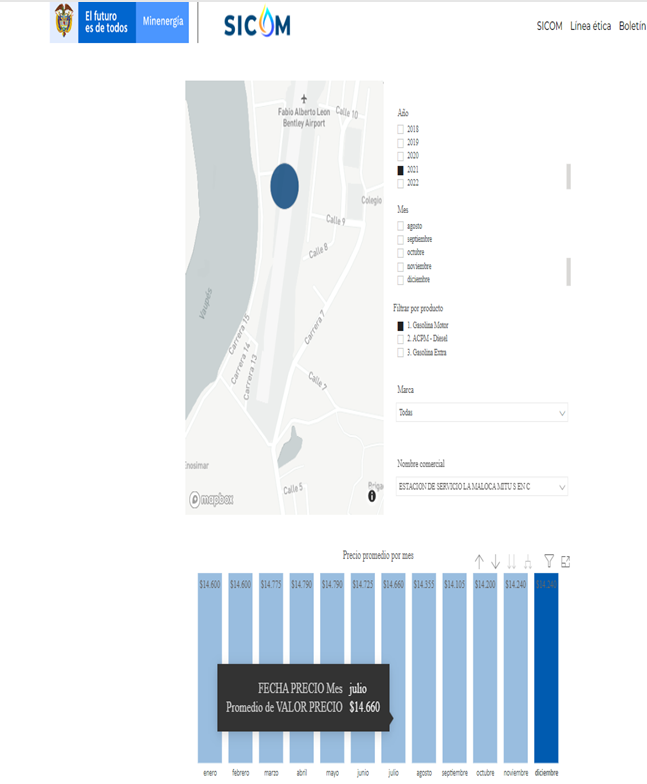 El futuro
es de todos
Minenergía
SICOM
SICOM Línea ética Boletín
Fabio Alberto Leon
Bentley Airport
Calle 10
Colegio
Calle 9
Calle 8
Vaupés
Carrera 15
Carrera 14
Carrera 13
Carrera 7
Calle 7
Enosimar
Calle 5
Briga
mapbox
Año
2018
2019
2020
2021
2022
Mes
agosto
septiembre
octubre
noviembre
diciembre
Filtrar por producto
1. Gasolina Motor
2. ACPM - Diesel
3. Gasolina Extra
Marca
Todas
Nombre comercial
ESTACION DE SERVICIO LA MALOCA MITU S EN C
Precio promedio por mes
$14.600 $14.600 $14.775 $14.790 $14.790 $14.725 $14.660 $14.355 $14.105 $14.200 $14.240 $14.240
FECHA PRECIO Mes julio
Promedio de VALOR PRECIO $14.660
enero febrero marzo abril mayo junio julio agosto septiembre octubre noviembre diciembre